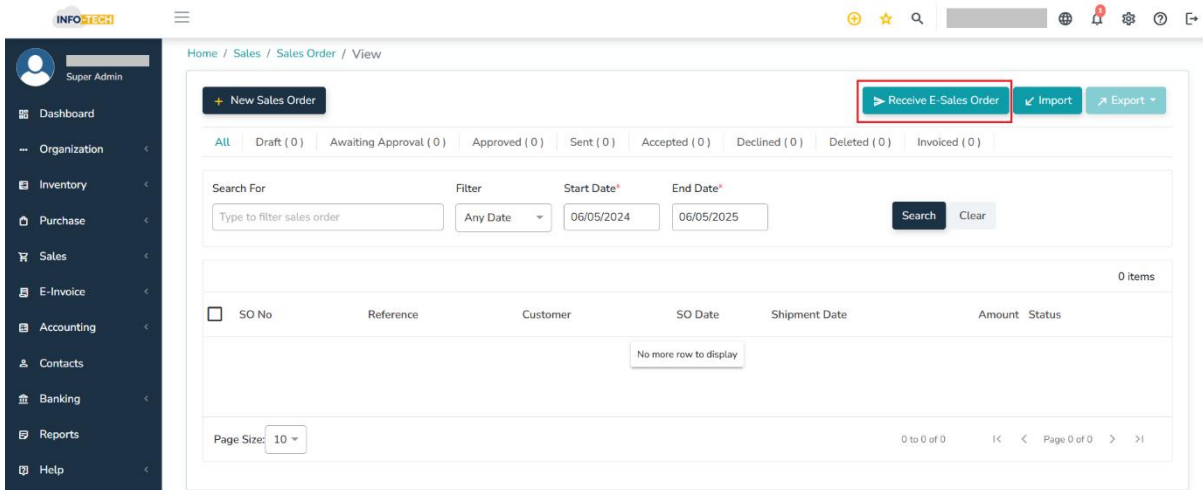 INFO-TECH
1
Super Admin
Dashboard
Organization
Inventory
Purchase
Sales
E-Invoice
Accounting
Contacts
Banking
Reports
Help
Home / Sales / Sales Order / View
+ New Sales Order
Receive E-Sales Order
Import
Export
All
Draft ( 0 )
Awaiting Approval ( 0 )
Approved ( 0 )
Sent ( 0 )
Accepted ( 0 )
Declined ( 0 )
Deleted ( 0 )
Invoiced ( 0 )
Search For
Filter
Start Date*
End Date*
Type to filter sales order
Any Date
06/05/2024
06/05/2025
Search
Clear
0 items
SO No
Reference
Customer
SO Date
Shipment Date
Amount
Status
No more row to display
Page Size: 10
0 to 0 of 0
Page 0 of 0